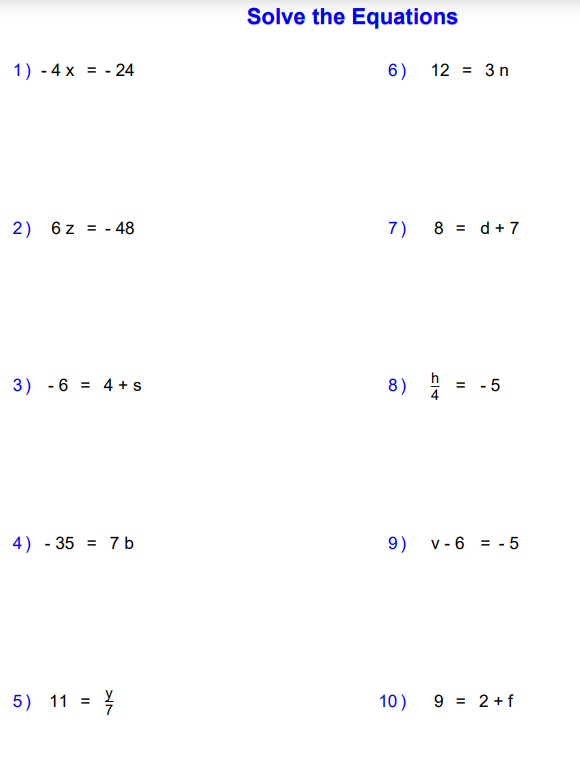 Solve the Equations
1) - 4 x = - 24
6) 12 = 3 n
2) 6 z = - 48
7) 8 = d + 7
3) - 6 = 4 + s
8) h/4 = - 5
4) - 35 = 7 b
9) v - 6 = - 5
5) 11 = y/7
10) 9 = 2 + f